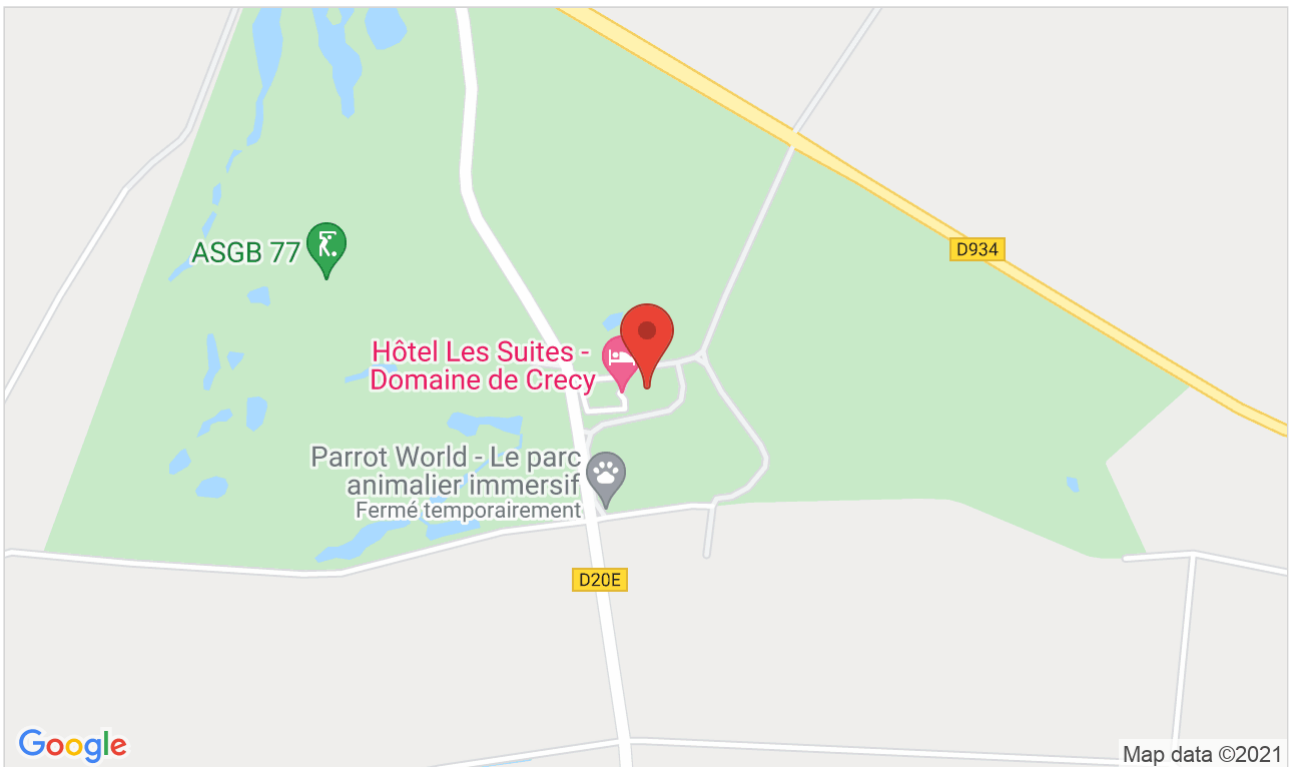 D934
ASGB 77
Hôtel Les Suites -
Domaine de Crecy
Parrot World - Le parc
animalier immersif
Fermé temporairement
D20E
Google
Map data ©2021